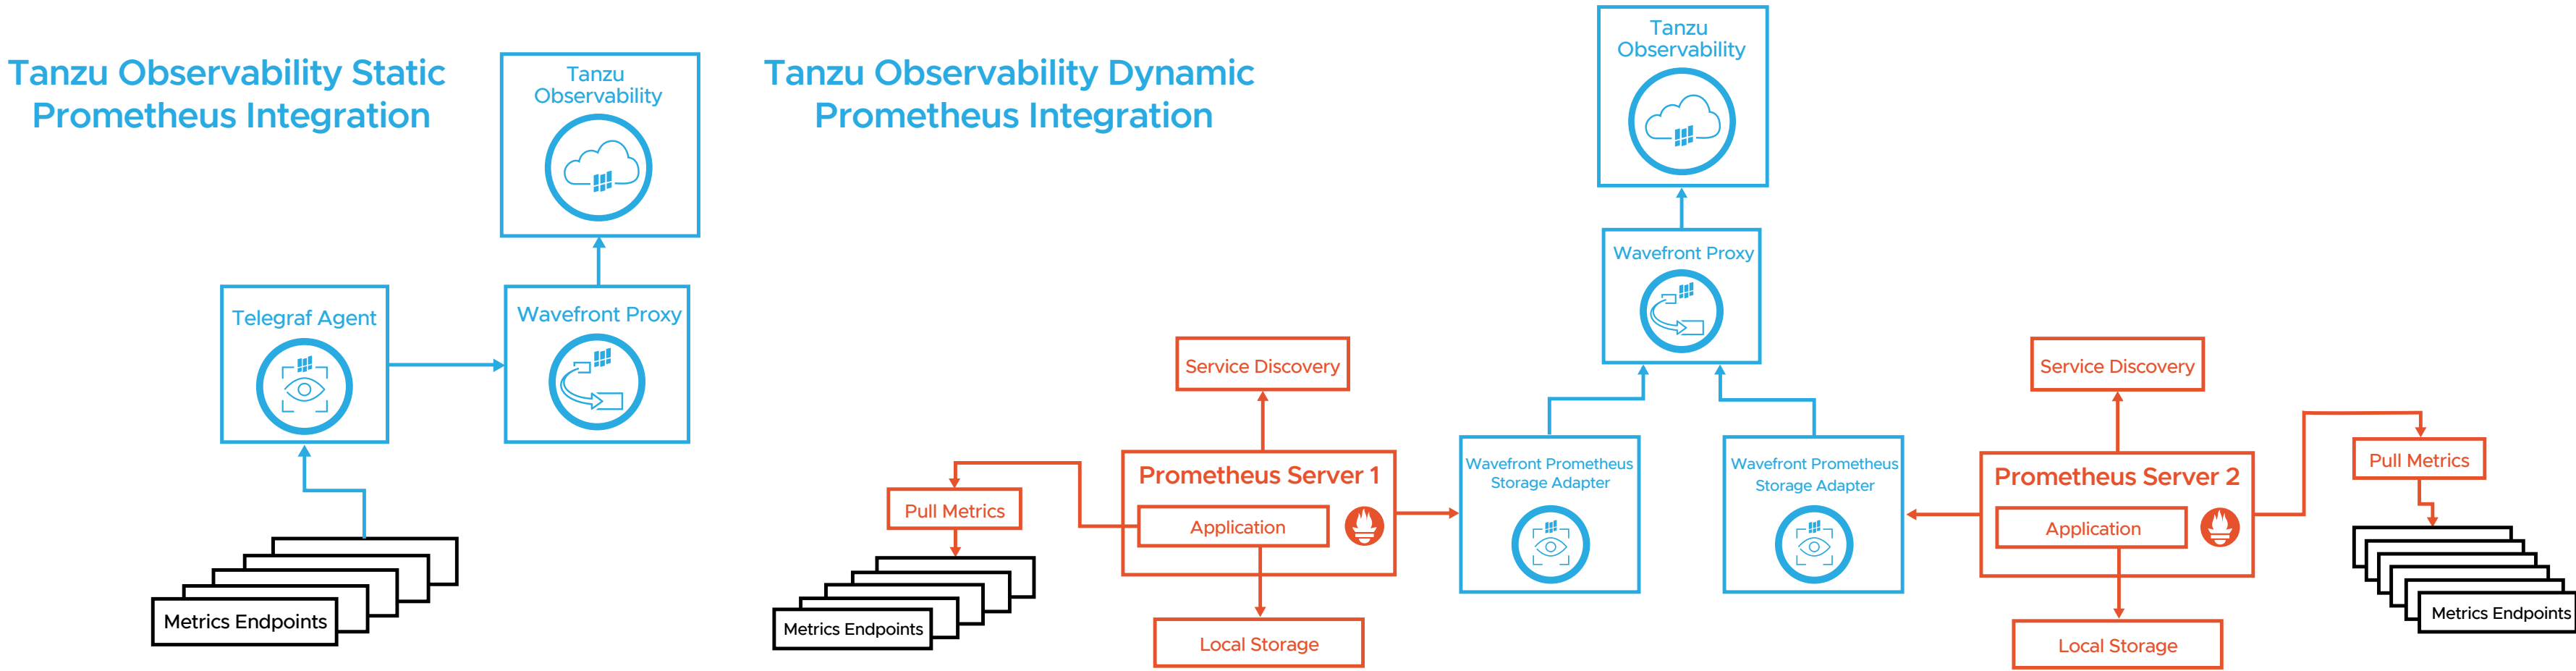 Tanzu Observability Static
Prometheus Integration
Tanzu
Observability
Telegraf Agent
Wavefront Proxy
Metrics Endpoints
Tanzu Observability Dynamic
Prometheus Integration
Tanzu
Observability
Wavefront Proxy
Service Discovery
Prometheus Server 1
Application
Pull Metrics
Metrics Endpoints
Local Storage
Wavefront Prometheus
Storage Adapter
Wavefront Prometheus
Storage Adapter
Service Discovery
Prometheus Server 2
Application
Pull Metrics
Metrics Endpoints
Local Storage